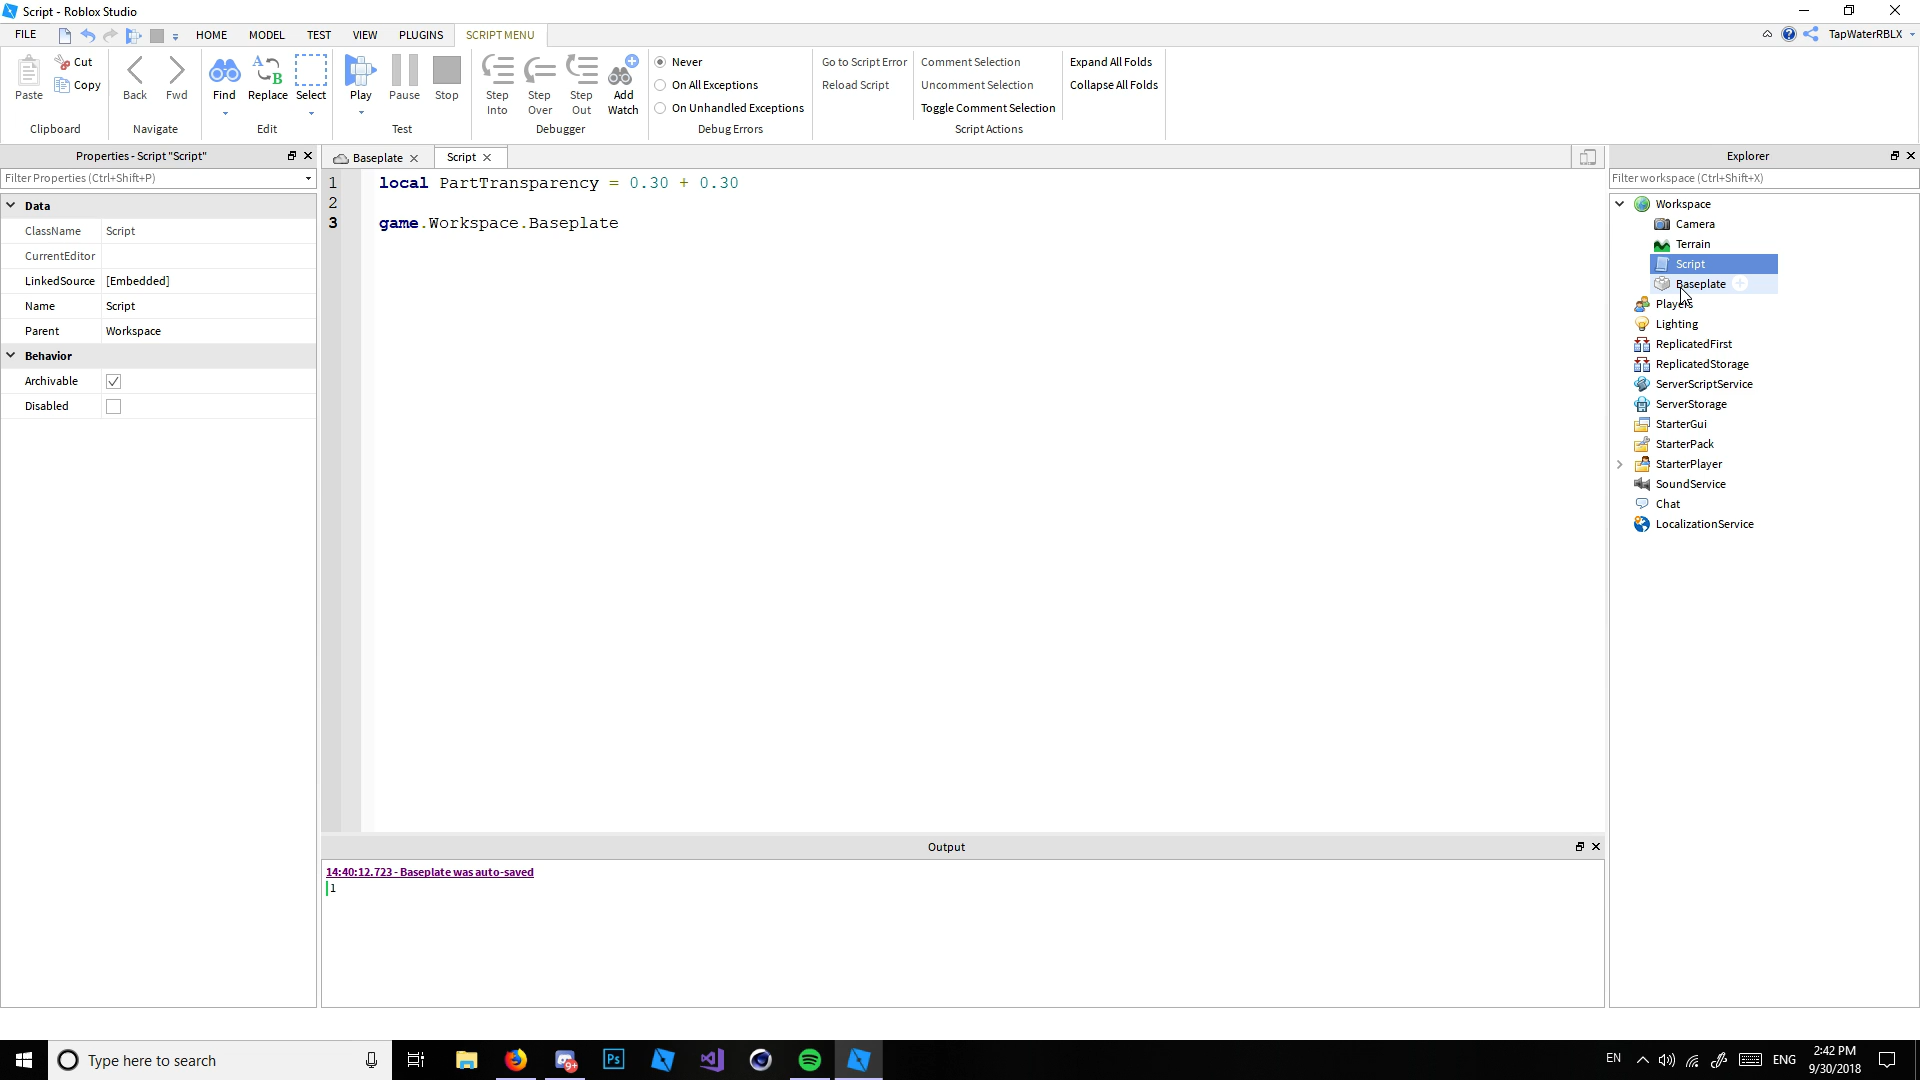 Script - Roblox Studio
FILE HOME MODEL TEST VIEW PLUGINS SCRIPT MENU TapWaterRBLX
Paste Cut Copy Clipboard
Back Fwd Navigate
Find Replace Select Edit
Play Pause Stop Test
Step Into Step Over Step Out Add Watch Debugger
Never
On All Exceptions
On Unhandled Exceptions
Debug Errors
Go to Script Error
Reload Script
Comment Selection
Uncomment Selection
Toggle Comment Selection
Expand All Folds
Collapse All Folds
Script Actions
Properties - Script "Script"
Filter Properties (Ctrl+Shift+P)
Data
ClassName Script
CurrentEditor
LinkedSource [Embedded]
Name Script
Parent Workspace
Behavior
Archivable
Disabled
Baseplate Script
1 local PartTransparency = 0.30 + 0.30
2
3 game.Workspace.Baseplate
Output
14:40:12.723 - Baseplate was auto-saved
1
Explorer
Filter workspace (Ctrl+Shift+X)
Workspace
Camera
Terrain
Script
Baseplate
Players
Lighting
ReplicatedFirst
ReplicatedStorage
ServerScriptService
ServerStorage
StarterGui
StarterPack
StarterPlayer
SoundService
Chat
LocalizationService
Type here to search
Ps
9+
EN
ENG
2:42 PM
9/30/2018